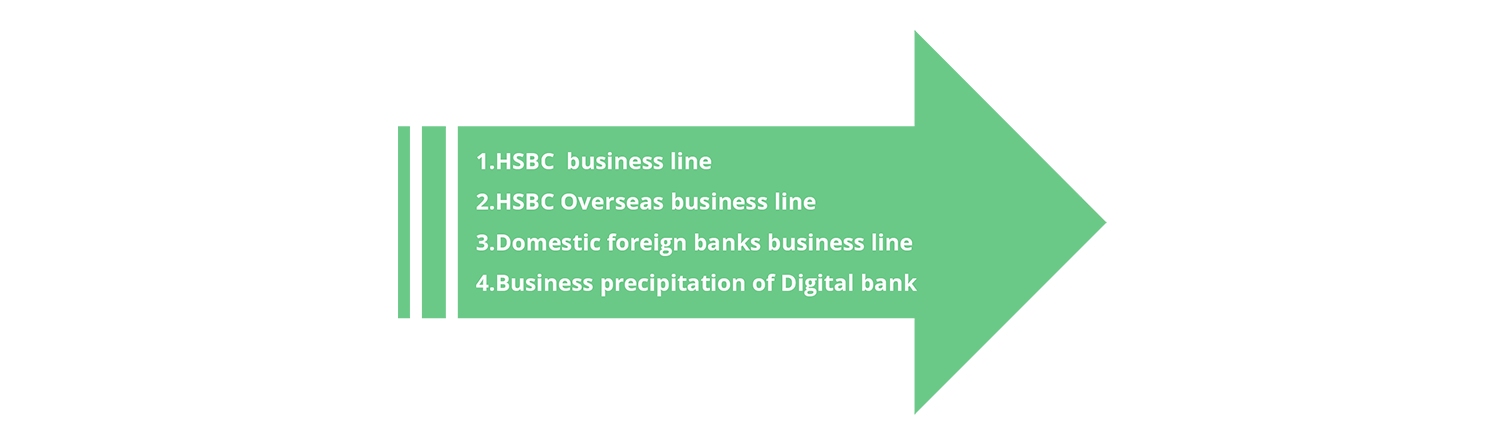 1.HSBC  business line
2.HSBC Overseas business line
3.Domestic foreign banks business line
4.Business precipitation of Digital bank